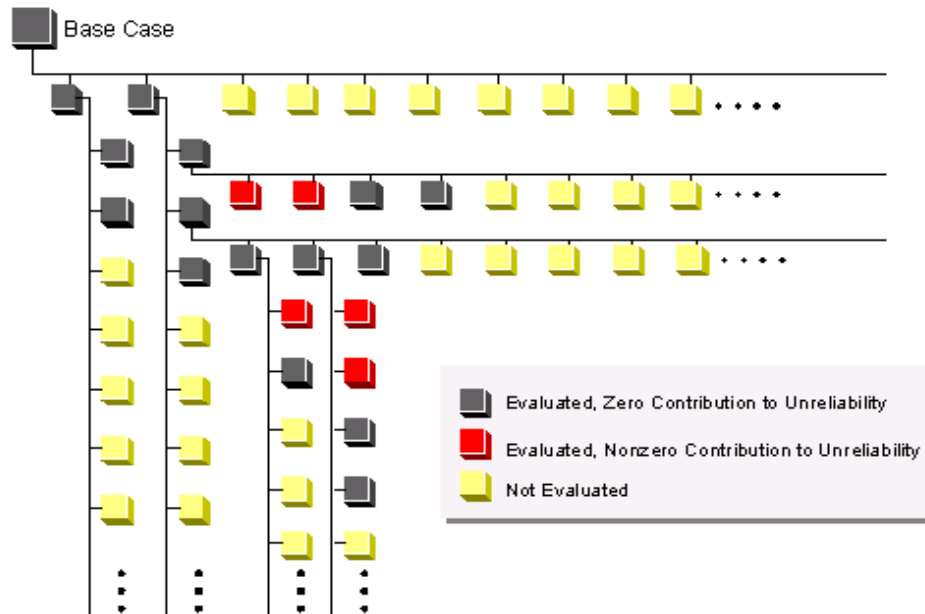 Base Case
Evaluated, Zero Contribution to Unreliability
Evaluated, Nonzero Contribution to Unreliability
Not Evaluated